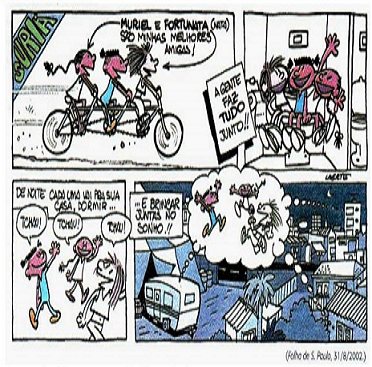 SURIÁ
MURIEL E FORTUNATA (NATA)
SÃO MINHAS MELHORES
AMIGAS!
A GENTE
FAZ
TUDO
JUNTO!!
LAERTE
DE NOITE CADA UMA VAI PRA SUA
CASA, DORMIR...
TCHAU!
TCHAU!
TCHAU!
... E BRINCAR
JUNTAS NO
SONHO!!
(Folha de S. Paulo, 31/8/2002.)